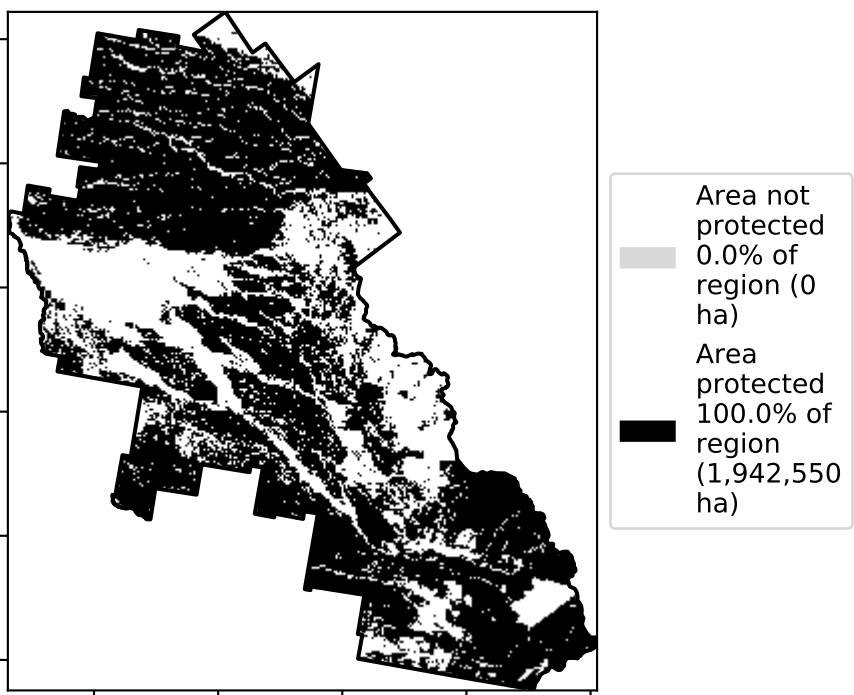 Area not
protected
0.0% of
region (0
ha)
Area
protected
100.0% of
region
(1,942,550
ha)